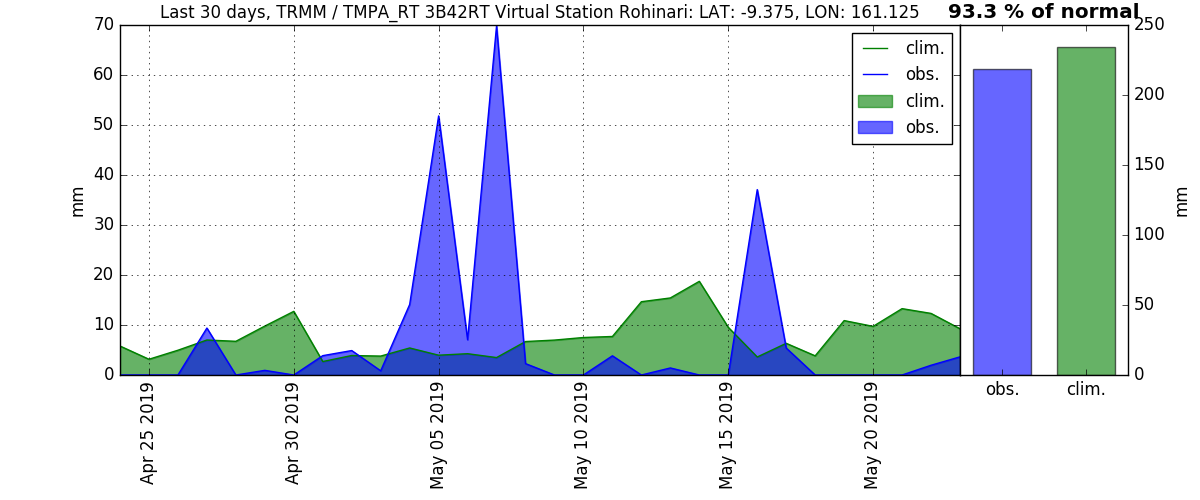 Last 30 days, TRMM / TMPA_RT 3B42RT Virtual Station Rohinari: LAT: -9.375, LON: 161.125
93.3 % of normal
70
60
50
40
30
20
10
0
mm
clim.
obs.
clim.
obs.
Apr 25 2019
Apr 30 2019
May 05 2019
May 10 2019
May 15 2019
May 20 2019
250
200
150
100
50
0
mm
obs.
clim.